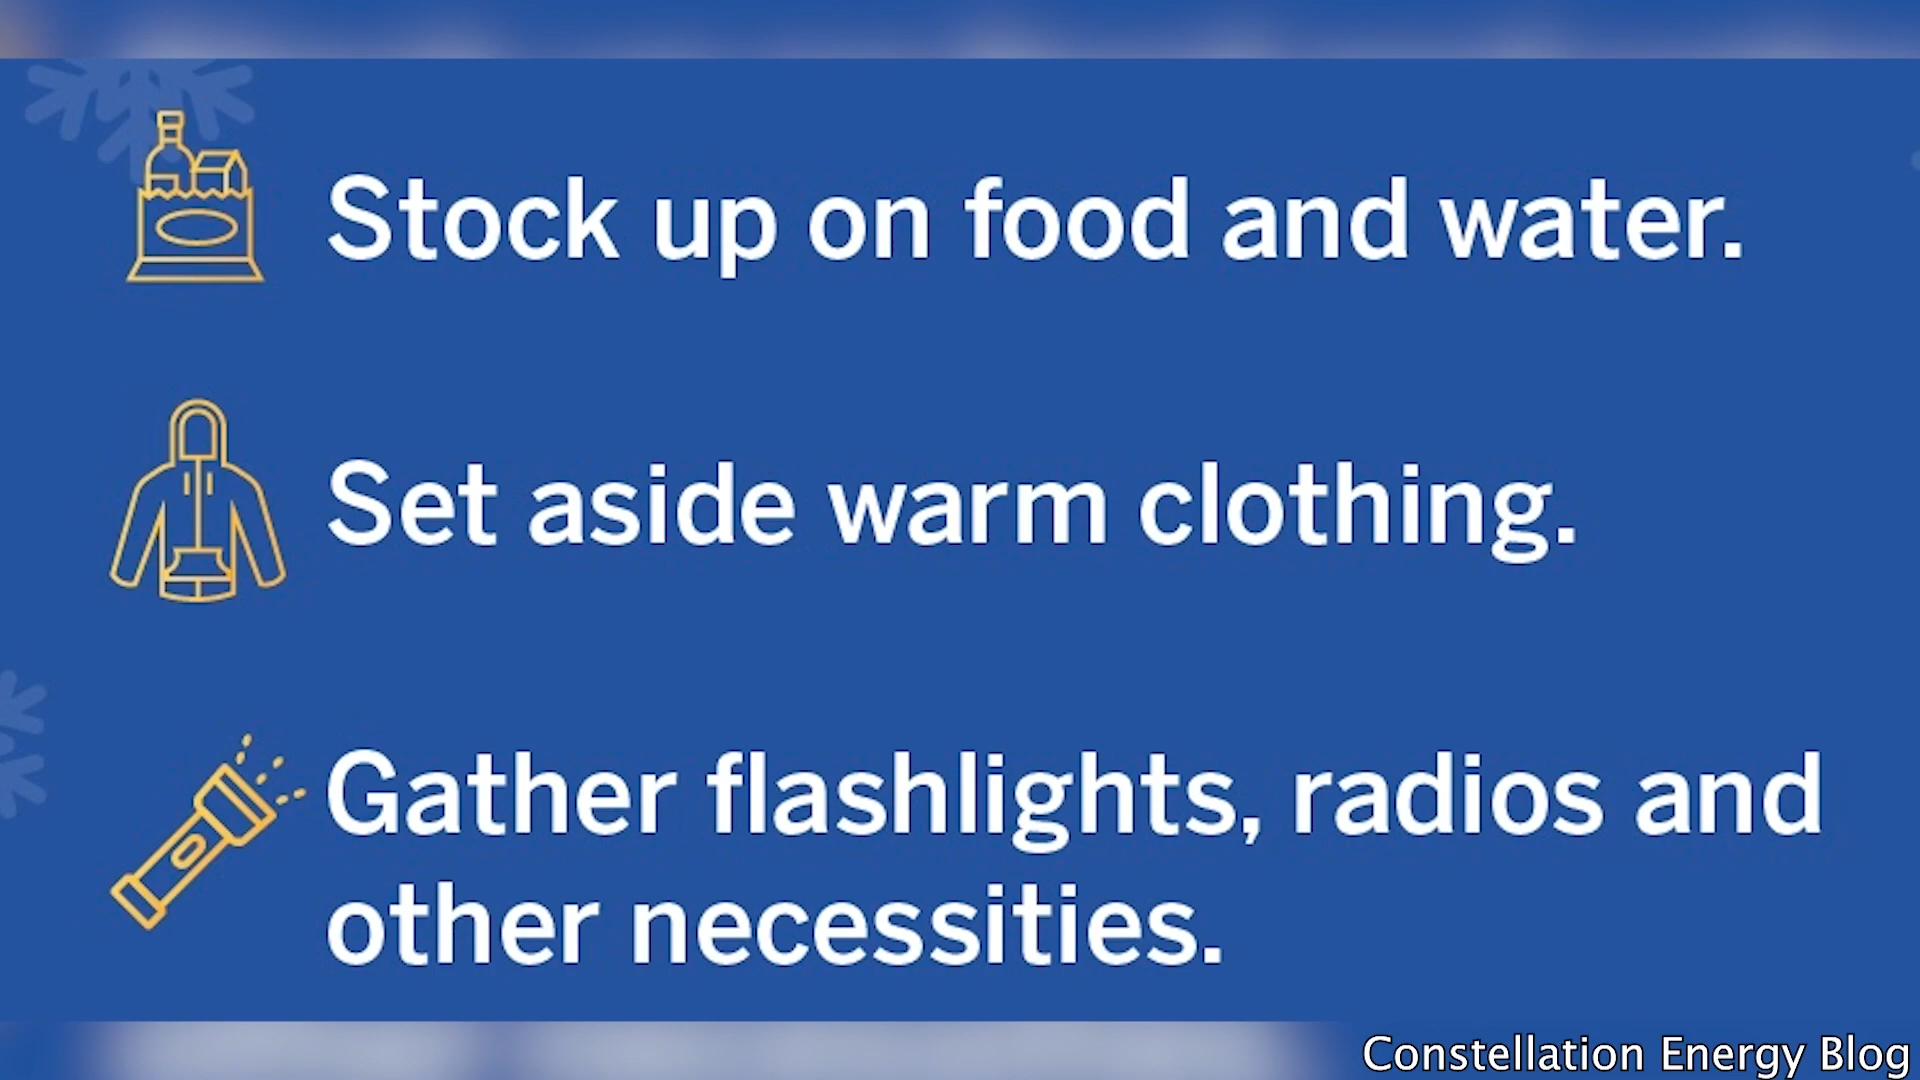 Stock up on food and water.
Set aside warm clothing.
Gather flashlights, radios and
other necessities.
Constellation Energy Blog